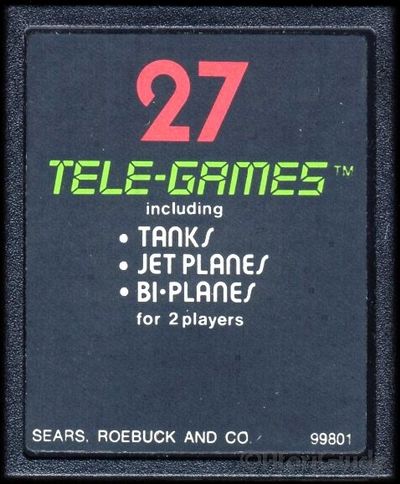 27
TELE-GAMES™
including
• TANKS
• JET PLANES
• BI•PLANES
for 2 players
SEARS, ROEBUCK AND CO. 99801